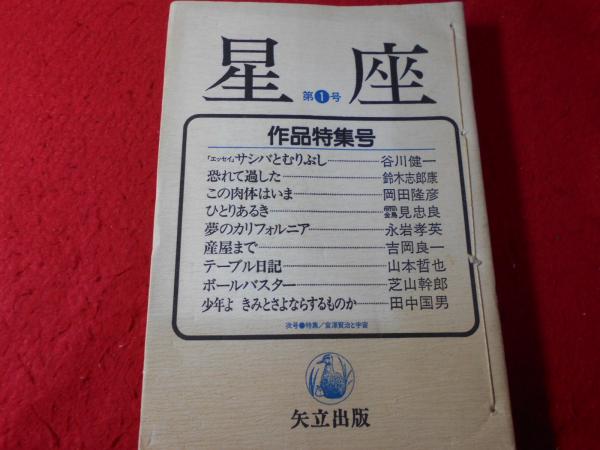 星座
第1号
作品特集号
「エッセイ」サシバとむりぶし 谷川健一
恐れて過した 鈴木志郎康
この肉体はいま 岡田隆彦
ひとりあるき 鷲見忠良
夢のカリフォルニア 永岩孝英
産屋まで 吉岡良一
テーブル日記 山本哲也
ボールバスター 芝山幹郎
少年よ きみとさよならするものか 田中国男
次号●特集/宮澤賢治と宇宙
矢立出版